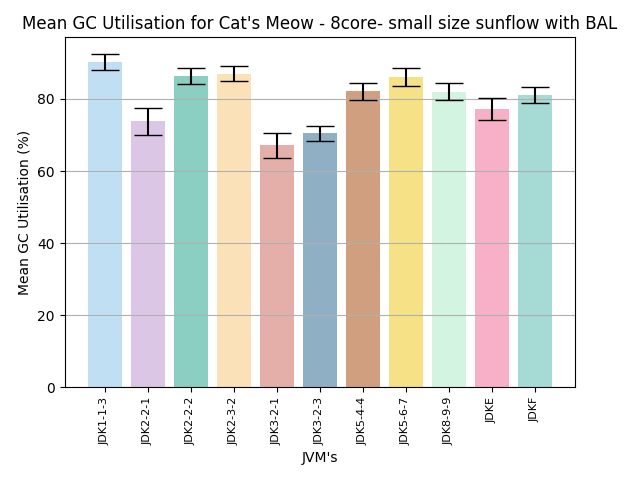 Mean GC Utilisation for Cat's Meow - 8core- small size sunflow with BAL
Mean GC Utilisation (%)
80
60
40
20
0
JDK1-1-3
JDK2-2-1
JDK2-2-2
JDK2-3-2
JDK3-2-1
JDK3-2-3
JDK5-4-4
JDK5-6-7
JDK8-9-9
JDKE
JDKF
JVM's